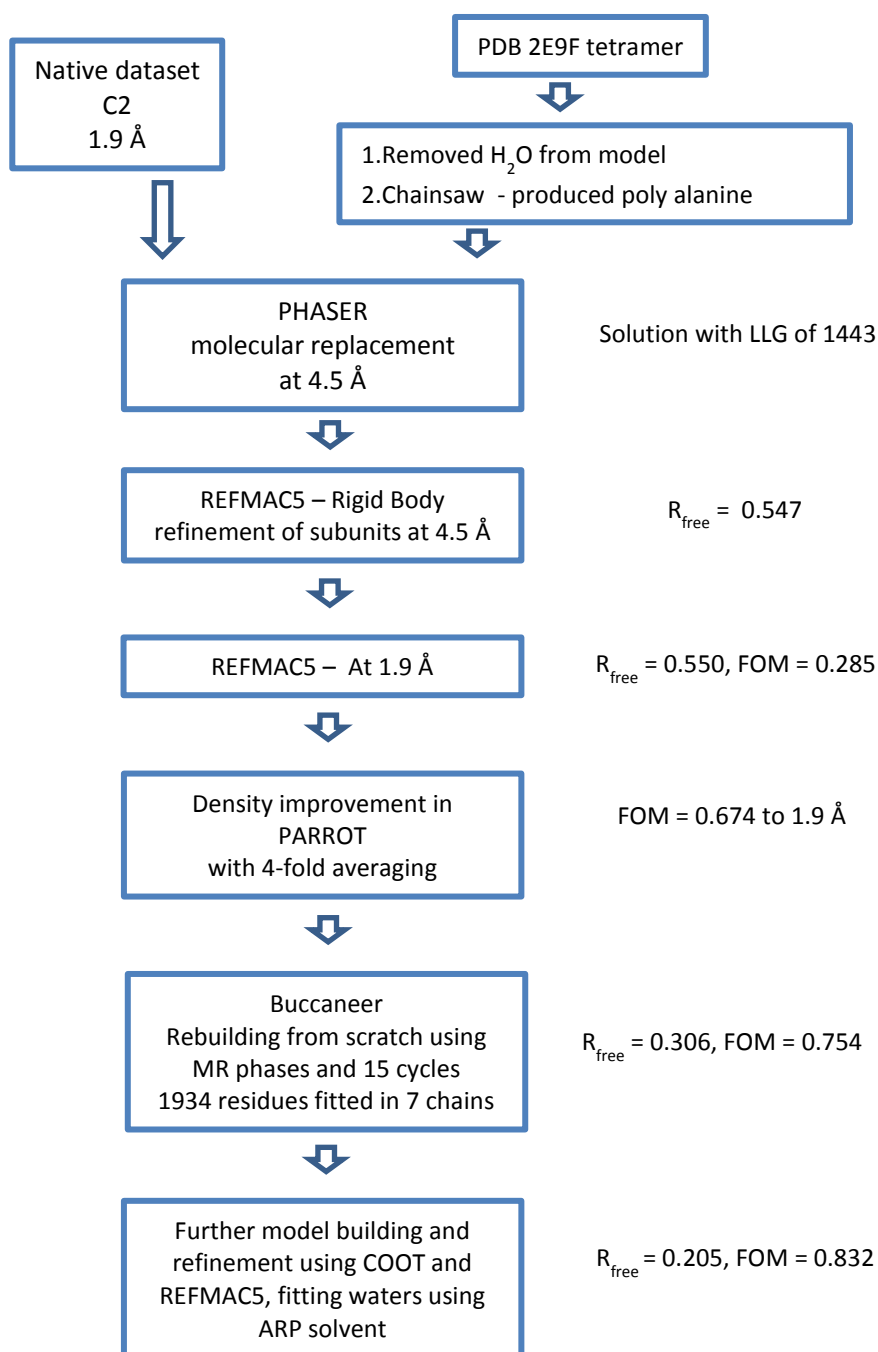 Native dataset
C2
1.9 Å
PDB 2E9F tetramer
1.Removed H2O from model
2.Chainsaw - produced poly alanine
PHASER
molecular replacement
at 4.5 Å
Solution with LLG of 1443
REFMAC5 – Rigid Body
refinement of subunits at 4.5 Å
Rfree = 0.547
REFMAC5 – At 1.9 Å
Rfree = 0.550, FOM = 0.285
Density improvement in
PARROT
with 4-fold averaging
FOM = 0.674 to 1.9 Å
Buccaneer
Rebuilding from scratch using
MR phases and 15 cycles
1934 residues fitted in 7 chains
Rfree = 0.306, FOM = 0.754
Further model building and
refinement using COOT and
REFMAC5, fitting waters using
ARP solvent
Rfree = 0.205, FOM = 0.832